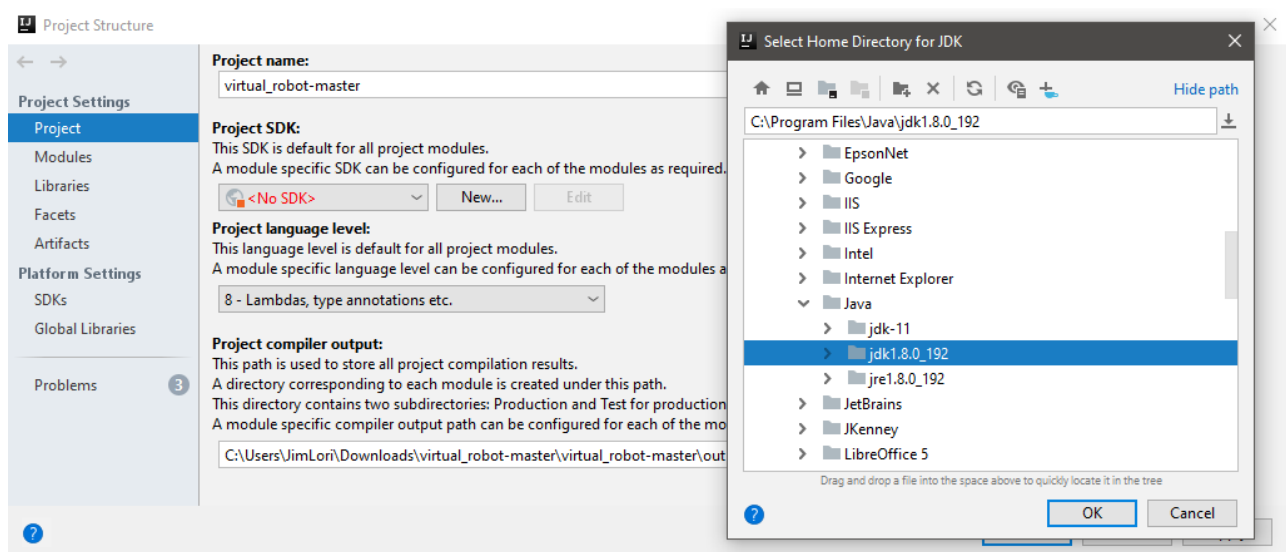 Project Structure
Project Settings
Project
Modules
Libraries
Facets
Artifacts
Platform Settings
SDKs
Global Libraries
Problems
3
?
Project name:
virtual_robot-master
Project SDK:
This SDK is default for all project modules.
A module specific SDK can be configured for each of the modules as required.
<No SDK>
New...
Edit
Project language level:
This language level is default for all project modules.
A module specific language level can be configured for each of the modules a
8 - Lambdas, type annotations etc.
Project compiler output:
This path is used to store all project compilation results.
A directory corresponding to each module is created under this path.
This directory contains two subdirectories: Production and Test for production
A module specific compiler output path can be configured for each of the mo
C:\Users\JimLori\Downloads\virtual_robot-master\virtual_robot-master\out
IJ Select Home Directory for JDK
Hide path
C:\Program Files\Java\jdk1.8.0_192
EpsonNet
Google
IIS
IIS Express
Intel
Internet Explorer
Java
jdk-11
jdk1.8.0_192
jre1.8.0_192
JetBrains
JKenney
LibreOffice 5
Drag and drop a file into the space above to quickly locate it in the tree
?
OK
Cancel